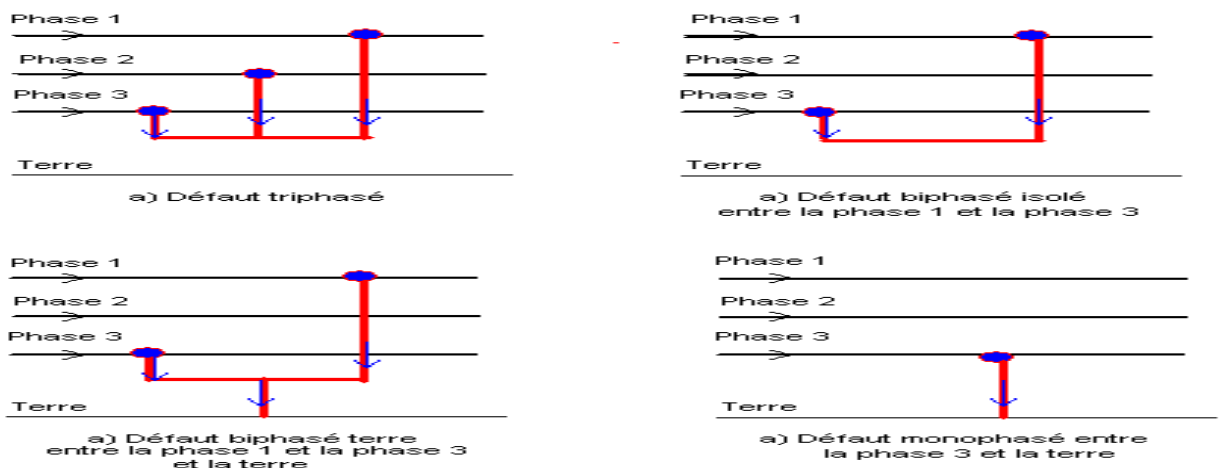 Phase 1
Phase 2
Phase 3
Terre
a) Défaut triphasé
Phase 1
Phase 2
Phase 3
Terre
a) Défaut biphasé isolé
entre la phase 1 et la phase 3
Phase 1
Phase 2
Phase 3
Terre
a) Défaut biphasé terre
entre la phase 1 et la phase 3
et la terre
Phase 1
Phase 2
Phase 3
Terre
a) Défaut monophasé entre
la phase 3 et la terre